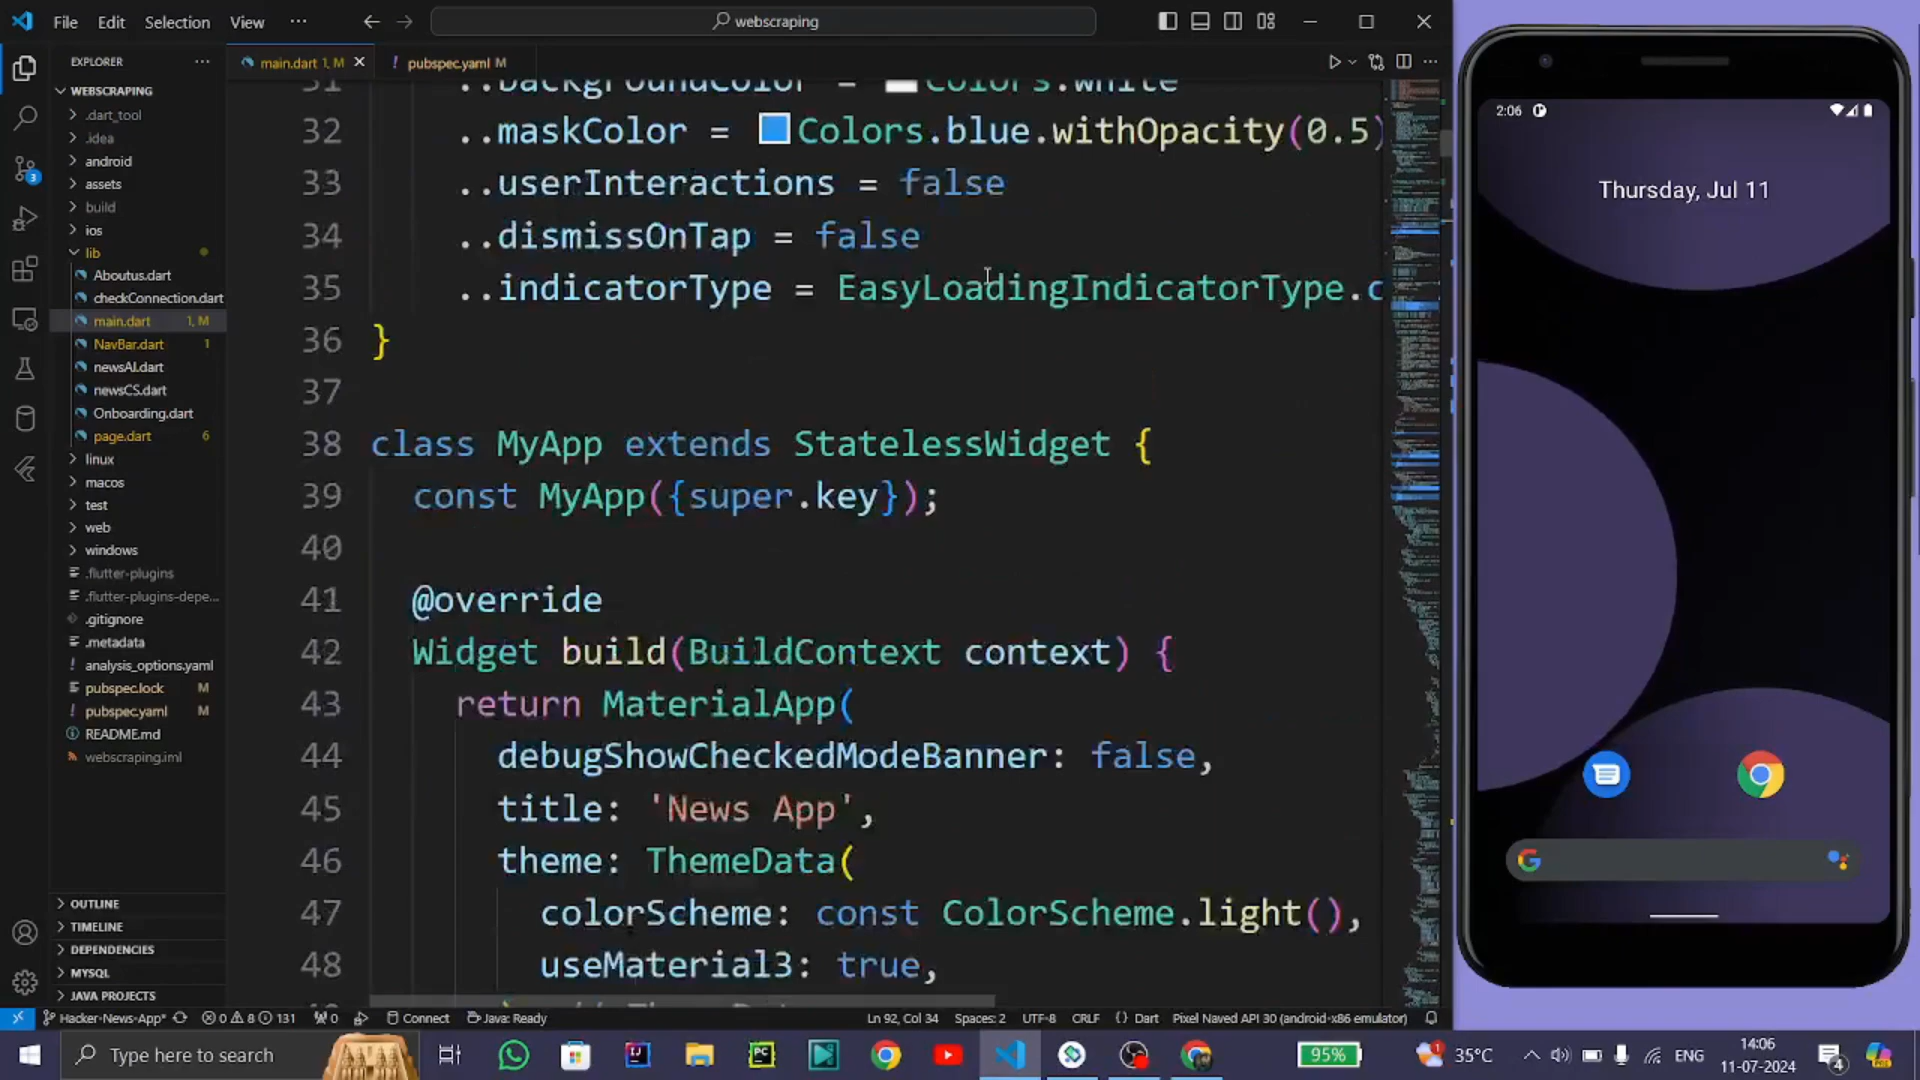 File Edit Selection View ··· webscraping
EXPLORER
WEBSCRAPING
.dart_tool
.idea
android
assets
build
ios
lib
Aboutus.dart
checkConnection.dart
main.dart 1, M
NavBar.dart 1
newsAI.dart
newsCS.dart
Onboarding.dart
page.dart 6
linux
macos
test
web
windows
.flutter-plugins
.flutter-plugins-depe...
.gitignore
.metadata
analysis_options.yaml
pubspec.lock M
pubspec.yaml M
README.md
webscraping.iml
OUTLINE
TIMELINE
DEPENDENCIES
MYSQL
JAVA PROJECTS
3
main.dart 1, M pubspec.yaml M
31 ..backgroundColor = Colors.white
32 ..maskColor = Colors.blue.withOpacity(0.5)
33 ..userInteractions = false
34 ..dismissOnTap = false
35 ..indicatorType = EasyLoadingIndicatorType.c
36 }
37
38 class MyApp extends StatelessWidget {
39 const MyApp({super.key});
40
41 @override
42 Widget build(BuildContext context) {
43 return MaterialApp(
44 debugShowCheckedModeBanner: false,
45 title: 'News App',
46 theme: ThemeData(
47 colorScheme: const ColorScheme.light(),
48 useMaterial3: true,
2:06
Thursday, Jul 11
Hacker-News-App* 0 8 131 0 Connect Java: Ready Ln 92, Col 34 Spaces: 2 UTF-8 CRLF {} Dart Pixel Naved API 30 (android-x86 emulator)
Type here to search 95% 35°C ENG 14:06
11-07-2024
4